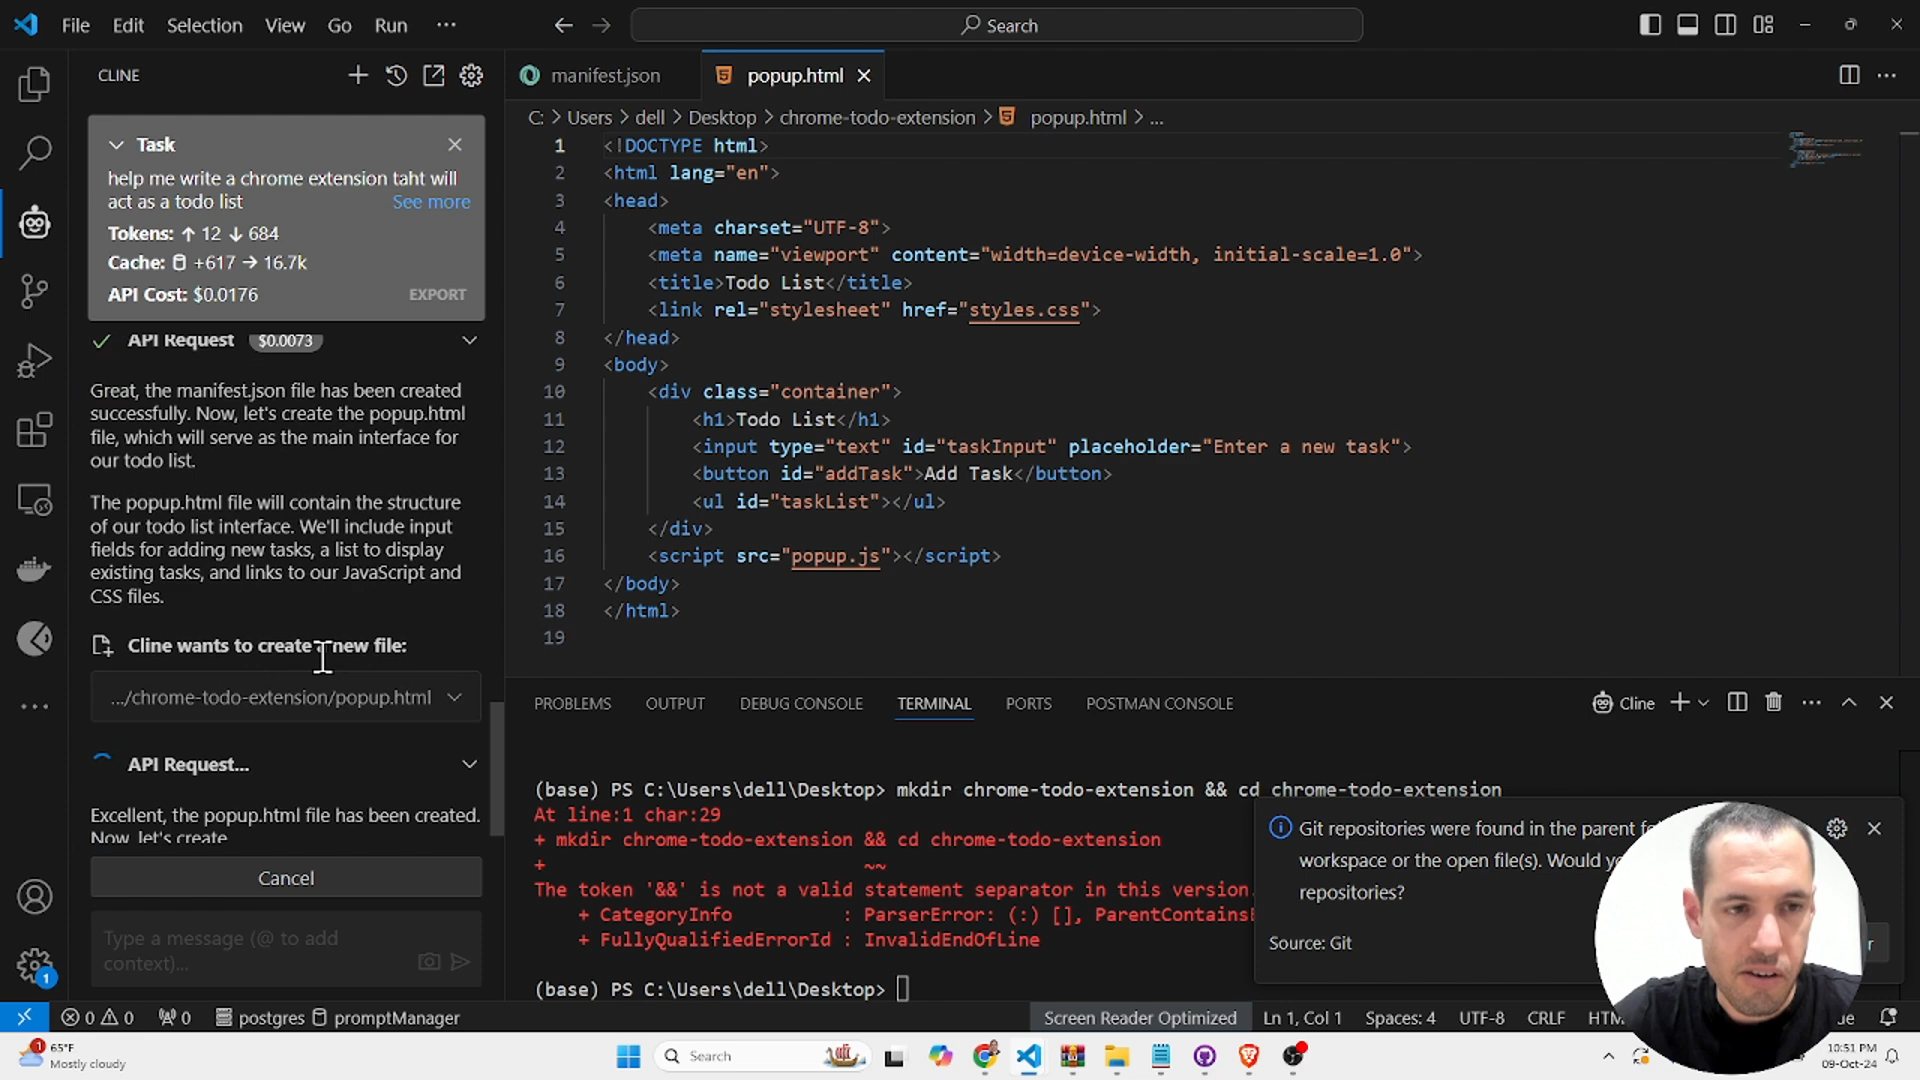 File Edit Selection View Go Run ···
Search
CLINE
Task
help me write a chrome extension taht will
act as a todo list See more
Tokens: ↑ 12 ↓ 684
Cache: +617 → 16.7k
API Cost: $0.0176 EXPORT
API Request $0.0073
Great, the manifest.json file has been created
successfully. Now, let's create the popup.html
file, which will serve as the main interface for
our todo list.
The popup.html file will contain the structure
of our todo list interface. We'll include input
fields for adding new tasks, a list to display
existing tasks, and links to our JavaScript and
CSS files.
Cline wants to create a new file:
.../chrome-todo-extension/popup.html
API Request...
Excellent, the popup.html file has been created.
Now, let's create
Cancel
Type a message (@ to add
context)...
manifest.json popup.html
C: > Users > dell > Desktop > chrome-todo-extension > popup.html > ...
1 <!DOCTYPE html>
2 <html lang="en">
3 <head>
4 <meta charset="UTF-8">
5 <meta name="viewport" content="width=device-width, initial-scale=1.0">
6 <title>Todo List</title>
7 <link rel="stylesheet" href="styles.css">
8 </head>
9 <body>
10 <div class="container">
11 <h1>Todo List</h1>
12 <input type="text" id="taskInput" placeholder="Enter a new task">
13 <button id="addTask">Add Task</button>
14 <ul id="taskList"></ul>
15 </div>
16 <script src="popup.js"></script>
17 </body>
18 </html>
19
PROBLEMS OUTPUT DEBUG CONSOLE TERMINAL PORTS POSTMAN CONSOLE
Cline
(base) PS C:\Users\dell\Desktop> mkdir chrome-todo-extension && cd chrome-todo-extension
At line:1 char:29
+ mkdir chrome-todo-extension && cd chrome-todo-extension
+ ~~
The token '&&' is not a valid statement separator in this version.
+ CategoryInfo : ParserError: (:) [], ParentContainsE
+ FullyQualifiedErrorId : InvalidEndOfLine
(base) PS C:\Users\dell\Desktop>
Git repositories were found in the parent
workspace or the open file(s). Would
repositories?
Source: Git
1
0 0 0 postgres promptManager
Screen Reader Optimized Ln 1, Col 1 Spaces: 4 UTF-8 CRLF
1
65°F
Mostly cloudy
Search
10:51 PM
09-Oct-24